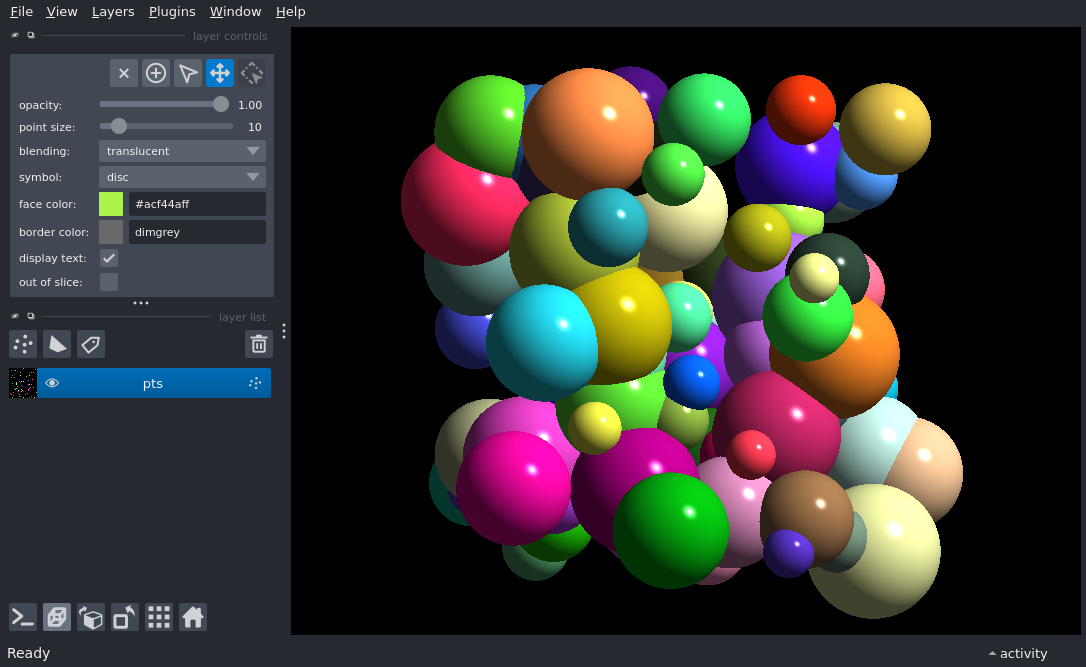 File View Layers Plugins Window Help
layer controls
opacity: 1.00
point size: 10
blending: translucent
symbol: disc
face color: #acf44aff
border color: dimgrey
display text:
out of slice:
layer list
pts
Ready
activity